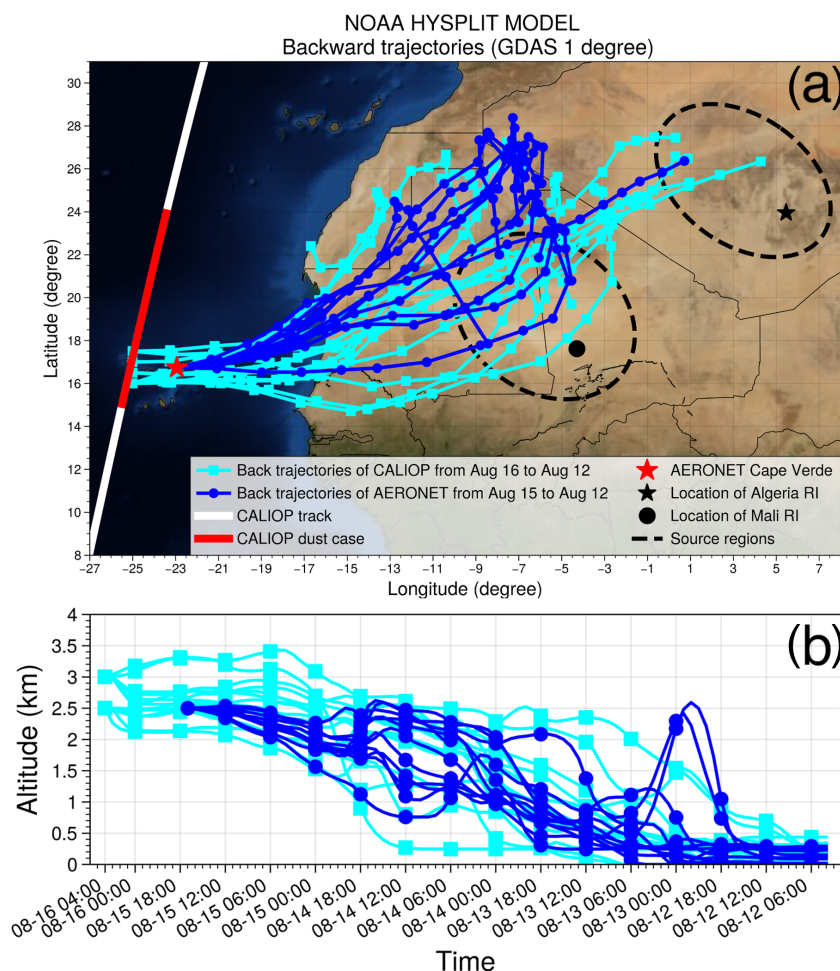 NOAA HYSPLIT MODEL
Backward trajectories (GDAS 1 degree)
(a)
30
28
26
24
22
20
18
16
14
12
10
8
Latitude (degree)
Back trajectories of CALIOP from Aug 16 to Aug 12
Back trajectories of AERONET from Aug 15 to Aug 12
CALIOP track
CALIOP dust case
AERONET Cape Verde
Location of Algeria RI
Location of Mali RI
Source regions
−27 −25 −23 −21 −19 −17 −15 −13 −11 −9 −7 −5 −3 −1 1 3 5 7
Longitude (degree)
(b)
4
3.5
3
2.5
2
1.5
1
0.5
0
Altitude (km)
08-16 04:00
08-16 00:00
08-15 18:00
08-15 12:00
08-15 06:00
08-15 00:00
08-14 18:00
08-14 12:00
08-14 06:00
08-14 00:00
08-13 18:00
08-13 12:00
08-13 06:00
08-13 00:00
08-12 18:00
08-12 12:00
08-12 06:00
Time